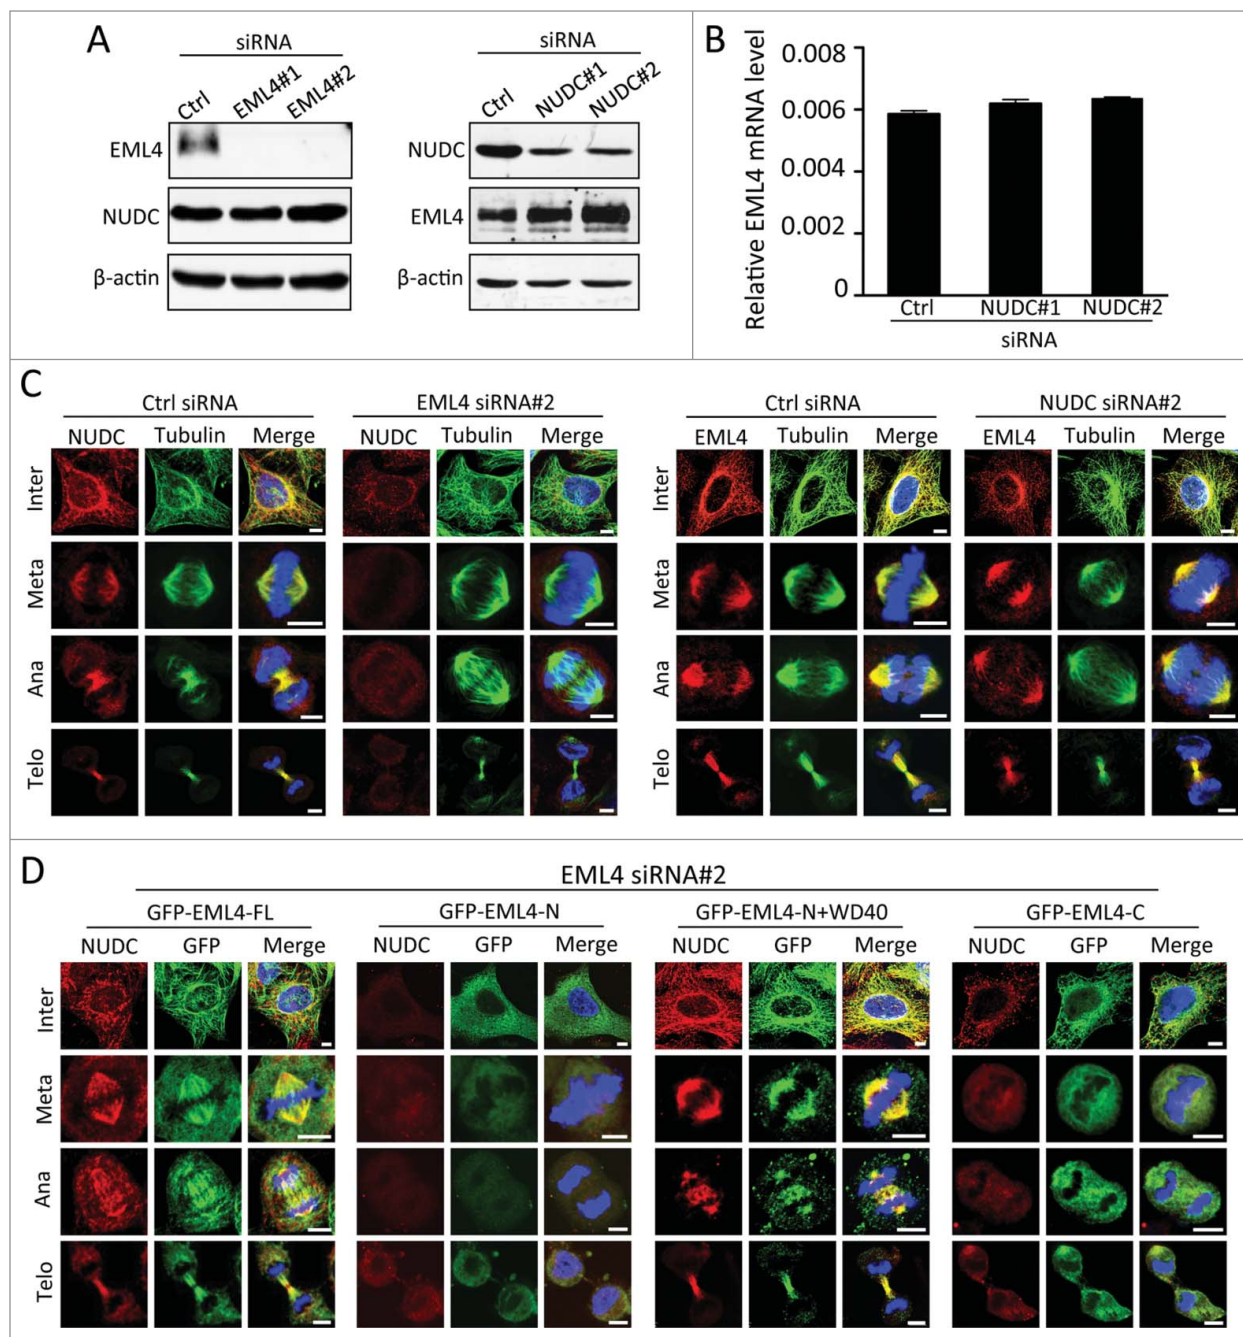 A
siRNA
Ctrl
EML4#1
EML4#2
EML4
NUDC
β-actin
siRNA
Ctrl
NUDC#1
NUDC#2
NUDC
EML4
β-actin
B
Relative EML4 mRNA level
0.008
0.006
0.004
0.002
0
Ctrl
NUDC#1
NUDC#2
siRNA
C
Ctrl siRNA
NUDC Tubulin Merge
EML4 siRNA#2
NUDC Tubulin Merge
Inter
Meta
Ana
Telo
Ctrl siRNA
EML4 Tubulin Merge
NUDC siRNA#2
EML4 Tubulin Merge
Inter
Meta
Ana
Telo
D
EML4 siRNA#2
GFP-EML4-FL
NUDC GFP Merge
GFP-EML4-N
NUDC GFP Merge
GFP-EML4-N+WD40
NUDC GFP Merge
GFP-EML4-C
NUDC GFP Merge
Inter
Meta
Ana
Telo